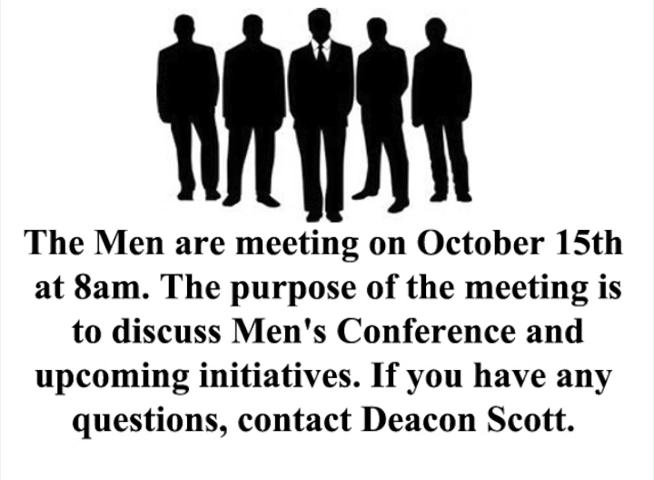 The Men are meeting on October 15th
at 8am. The purpose of the meeting is
to discuss Men's Conference and
upcoming initiatives. If you have any
questions, contact Deacon Scott.